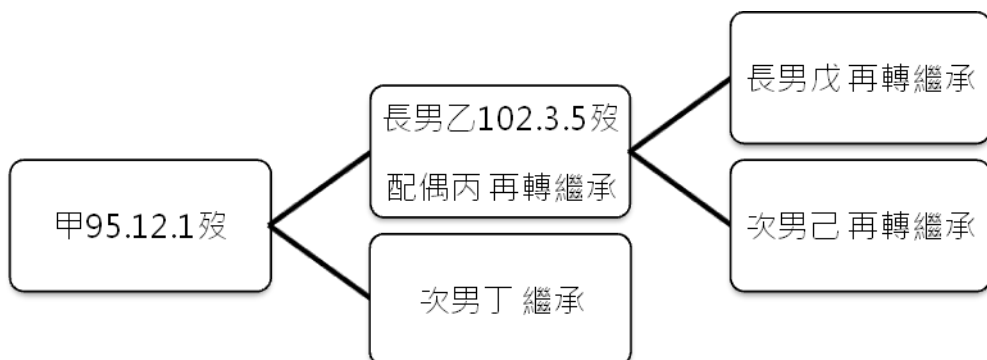 甲95.12.1歿
長男乙102.3.5歿
配偶丙 再轉繼承
次男丁 繼承
長男戊 再轉繼承
次男己 再轉繼承